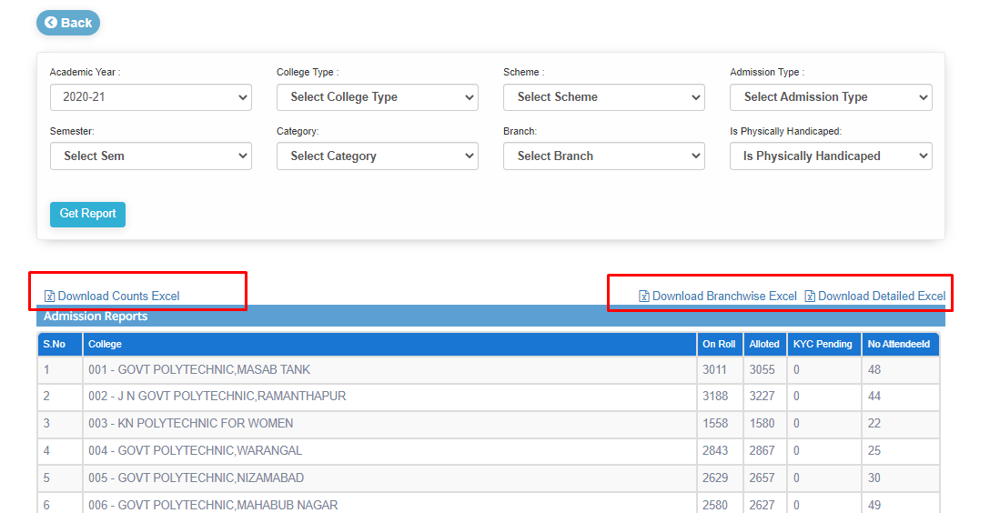 Back
Academic Year : College Type : Scheme : Admission Type :
2020-21 Select College Type Select Scheme Select Admission Type
Semester: Category: Branch: Is Physically Handicaped:
Select Sem Select Category Select Branch Is Physically Handicaped
Get Report
Download Counts Excel Download Branchwise Excel Download Detailed Excel
Admission Reports
S.No College On Roll Alloted KYC Pending No Attendeeld
1 001 - GOVT POLYTECHNIC,MASAB TANK 3011 3055 0 48
2 002 - J N GOVT POLYTECHNIC,RAMANTHAPUR 3188 3227 0 44
3 003 - KN POLYTECHNIC FOR WOMEN 1558 1580 0 22
4 004 - GOVT POLYTECHNIC,WARANGAL 2843 2867 0 25
5 005 - GOVT POLYTECHNIC,NIZAMABAD 2629 2657 0 30
6 006 - GOVT POLYTECHNIC,MAHABUB NAGAR 2580 2627 0 49